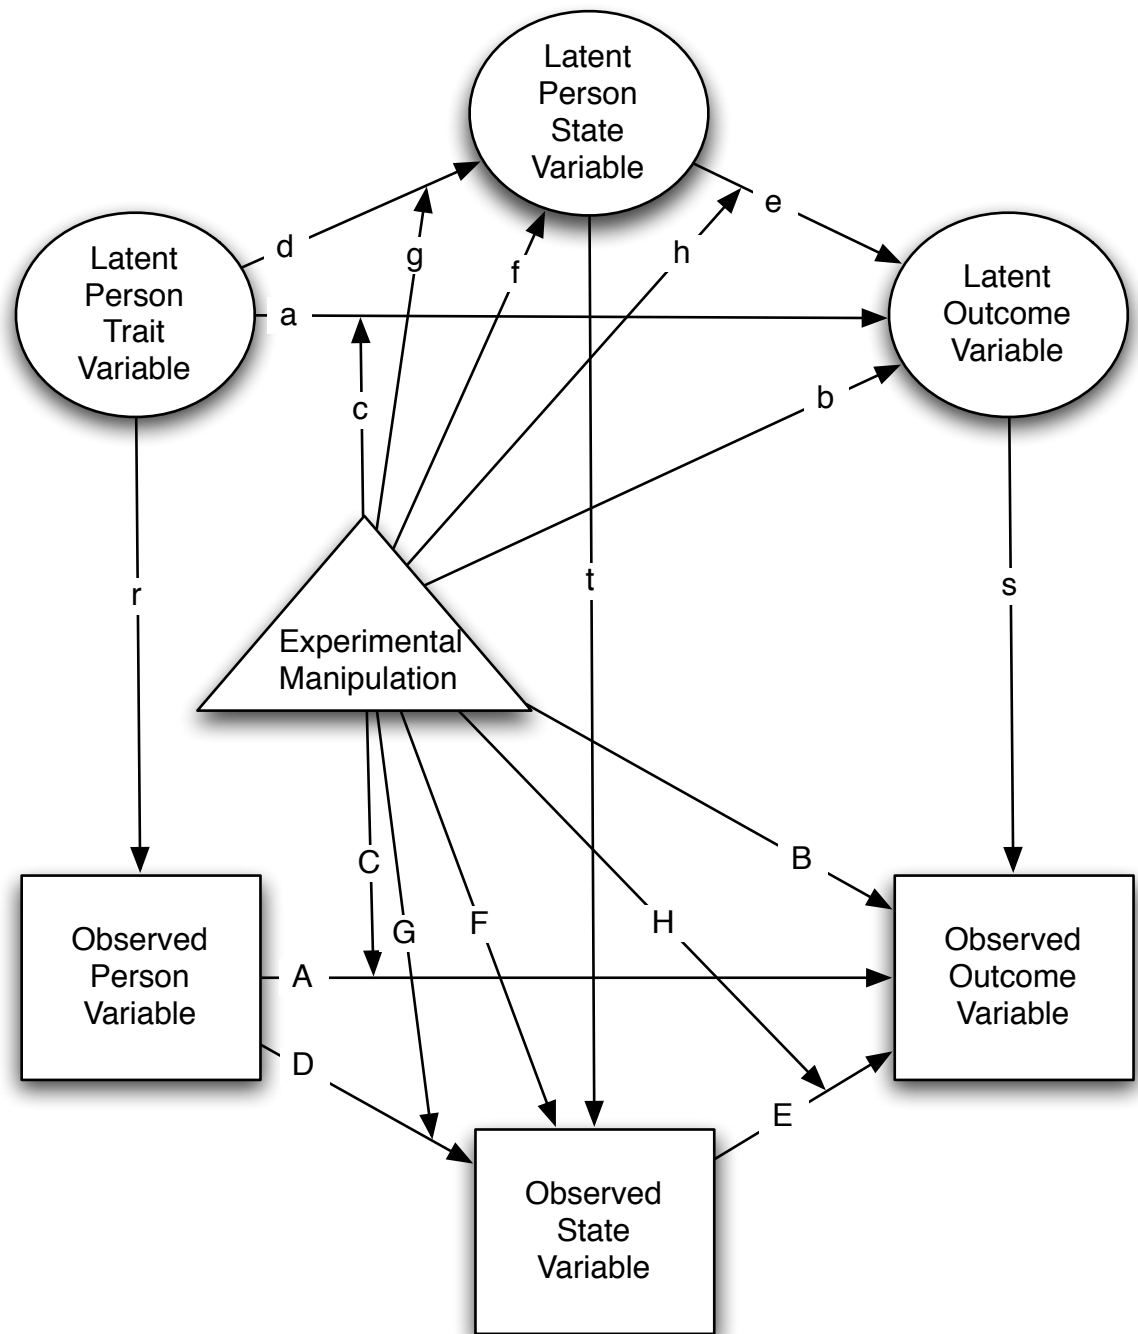 Latent
Person
State
Variable
d
g
f
h
e
Latent
Person
Trait
Variable
a
Latent
Outcome
Variable
c
b
r
t
s
Experimental
Manipulation
C
G
F
H
B
Observed
Person
Variable
A
D
Observed
Outcome
Variable
E
Observed
State
Variable